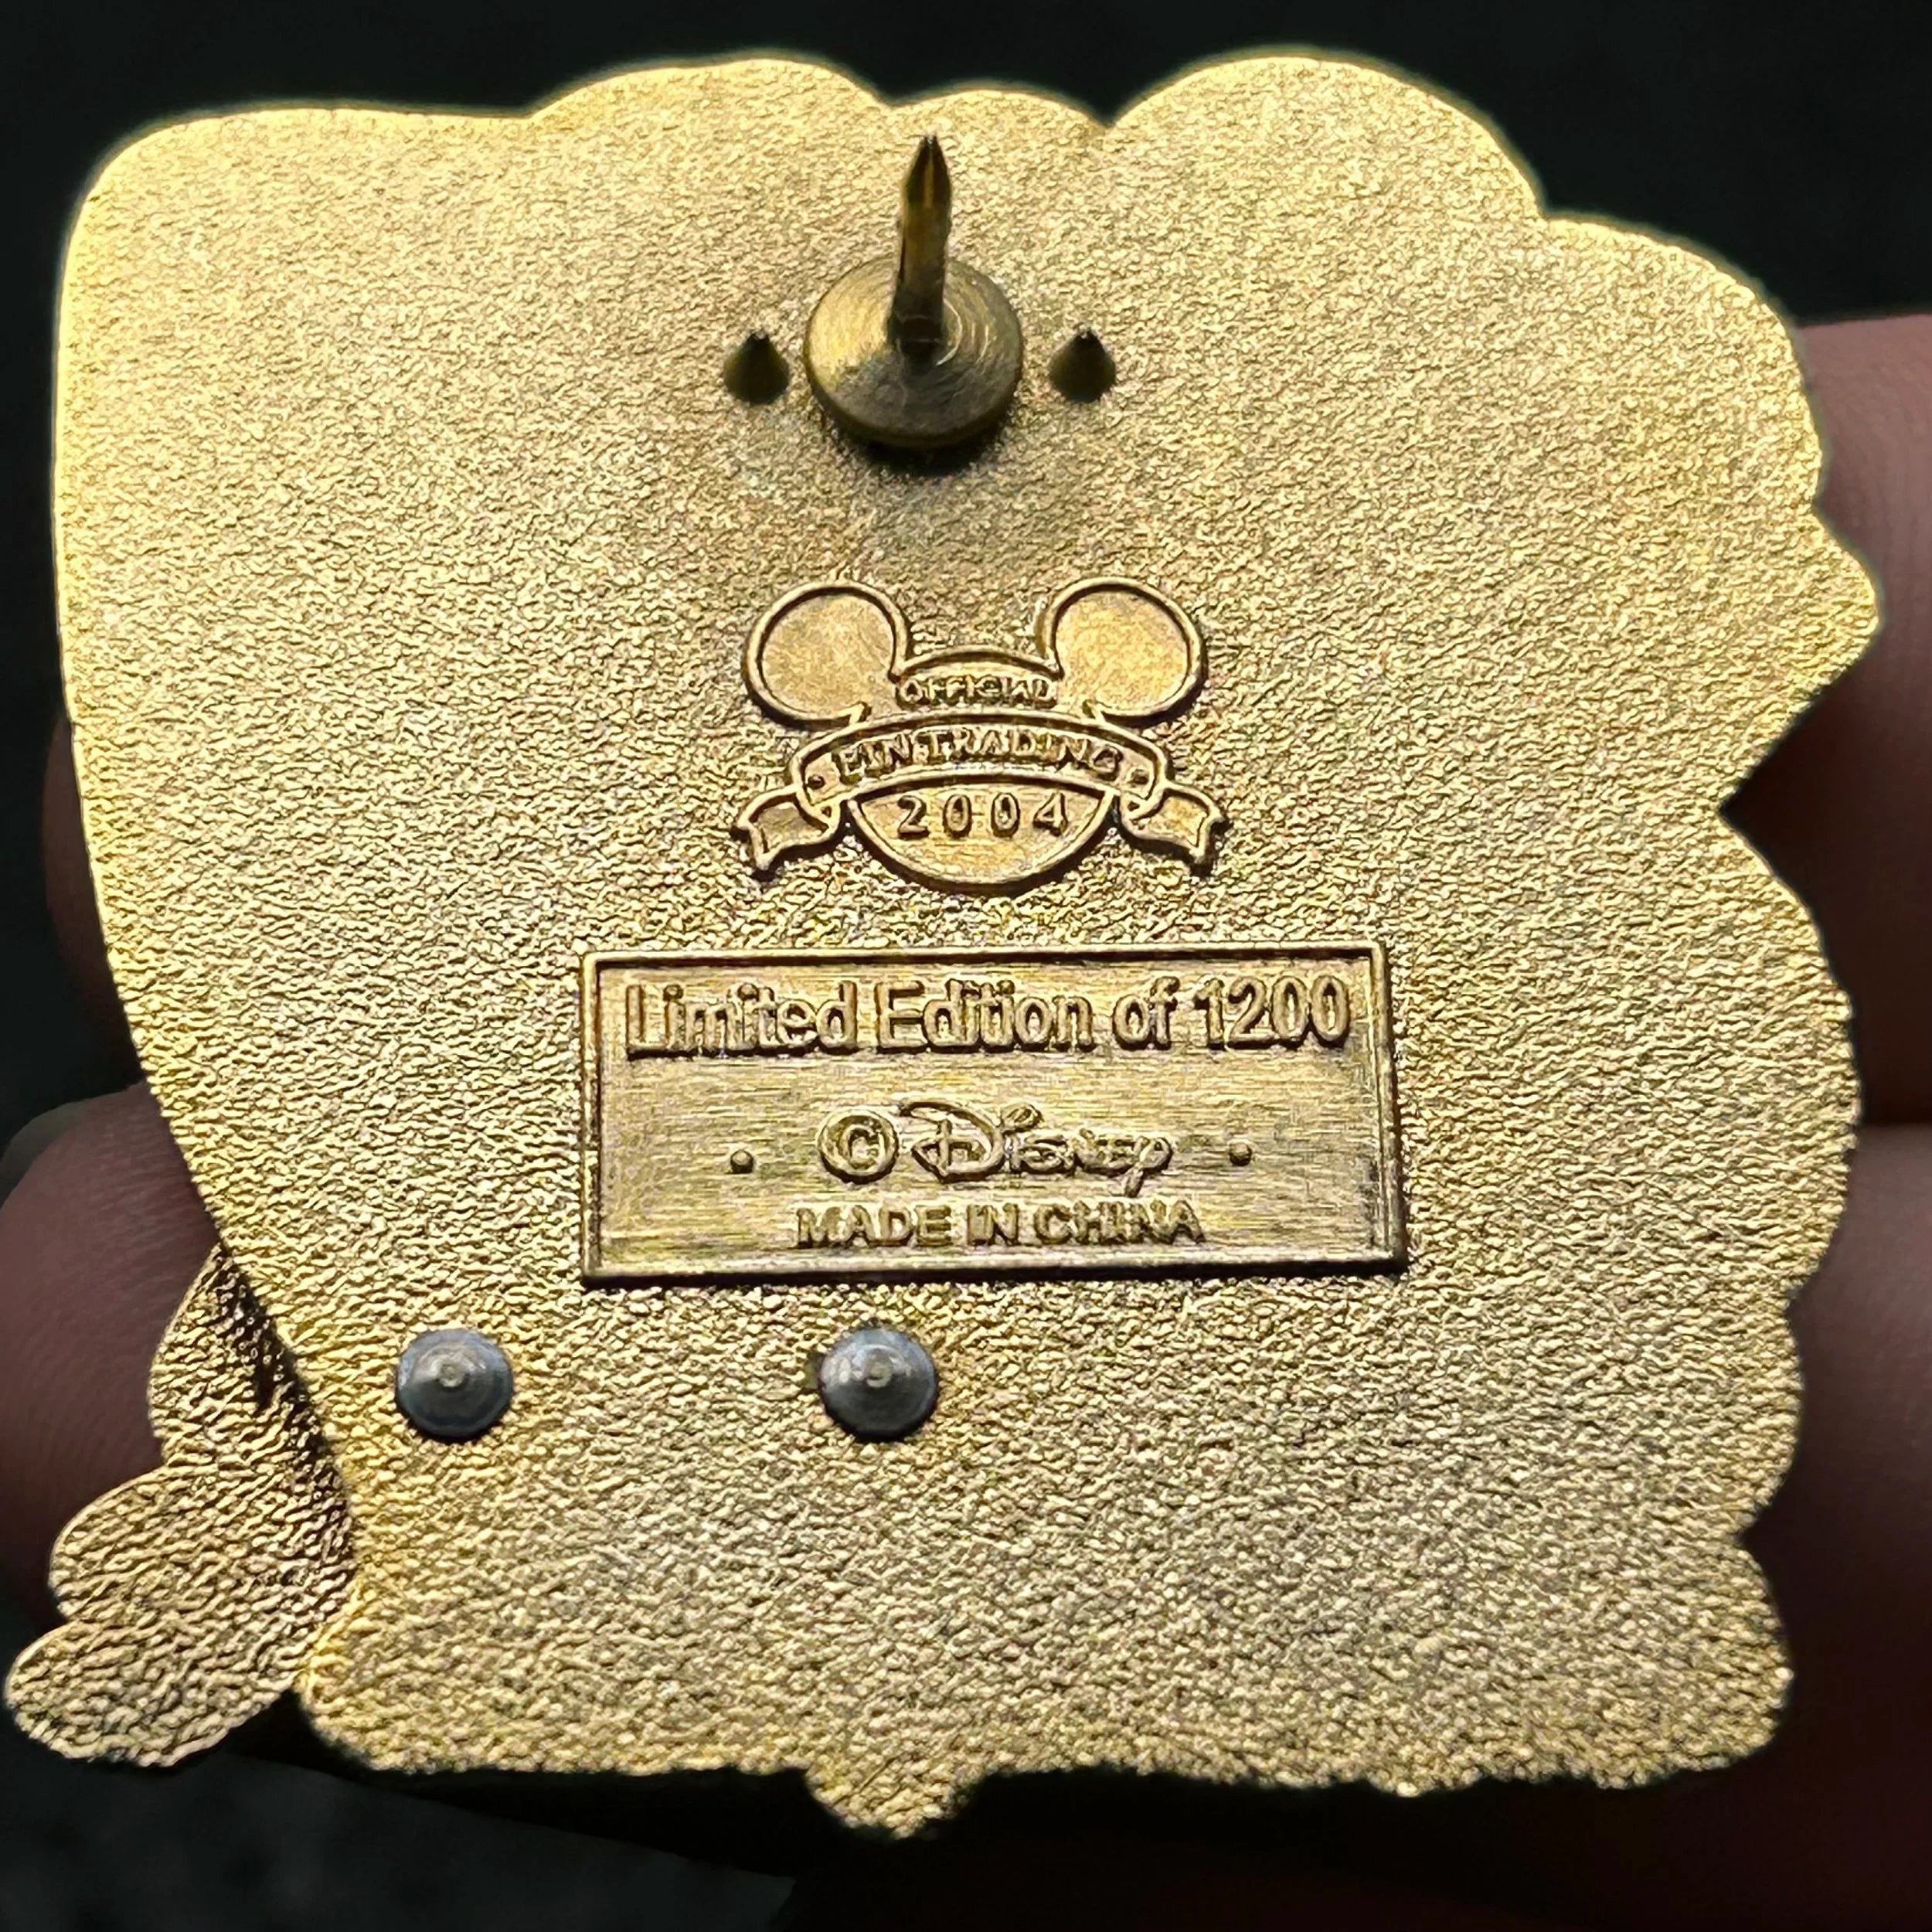 OFFICIAL
PIN TRADING
2004
Limited Edition of 1200
© Disney
MADE IN CHINA